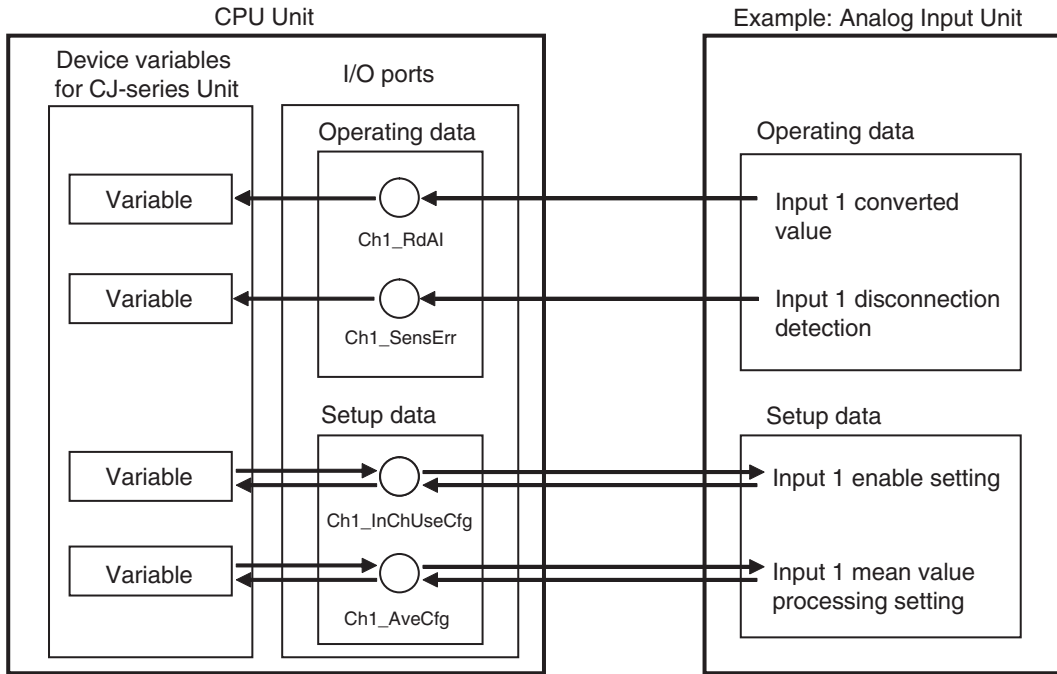 CPU Unit
Device variables
for CJ-series Unit
I/O ports
Operating data
Variable
Ch1_RdAI
Variable
Ch1_SensErr
Setup data
Variable
Ch1_InChUseCfg
Variable
Ch1_AveCfg
Example: Analog Input Unit
Operating data
Input 1 converted
value
Input 1 disconnection
detection
Setup data
Input 1 enable setting
Input 1 mean value
processing setting